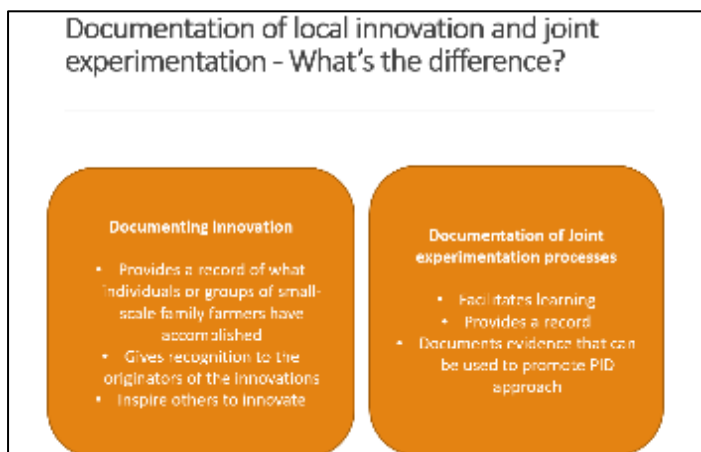 Documentation of local innovation and joint
experimentation - What's the difference?
Documenting Innovation
• Provides a record of what
individuals or groups of small-
scale family farmers have
accomplished
• Gives recognition to the
originators of the innovations
• Inspire others to innovate
Documentation of Joint
experimentation processes
• Facilitates learning
• Provides a record
• Documents evidence that can
be used to promote PID
approach